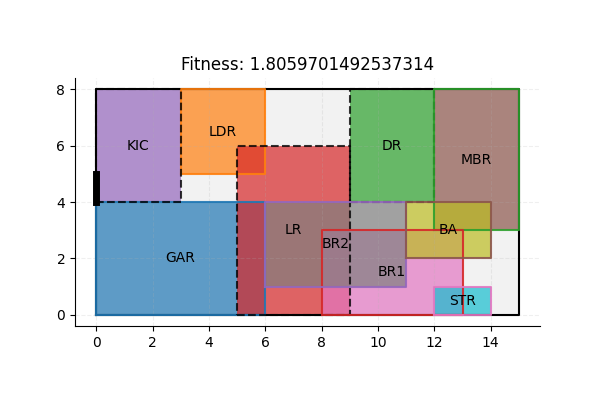 Fitness: 1.8059701492537314
8
KIC
LDR
DR
MBR
6
4
GAR
LR
BR2
BR1
BA
STR
2
0
0 2 4 6 8 10 12 14